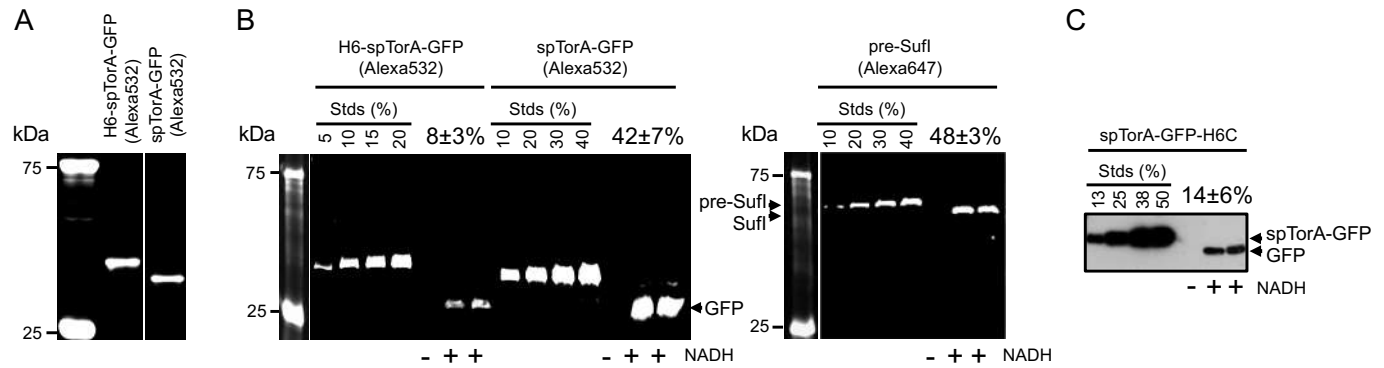 A
H6-spTorA-GFP
(Alexa532)
spTorA-GFP
(Alexa532)
kDa
75
25
B
H6-spTorA-GFP
(Alexa532)
spTorA-GFP
(Alexa532)
Stds (%)
Stds (%)
kDa
5 10 15 20
8±3%
10 20 30 40
42±7%
75
25
GFP
- + + - + + NADH
pre-SufI
(Alexa647)
Stds (%)
kDa
10 20 30 40
48±3%
75
pre-SufI
SufI
25
- + + NADH
C
spTorA-GFP-H6C
Stds (%)
13 25 38 50
14±6%
spTorA-GFP
GFP
- + + NADH